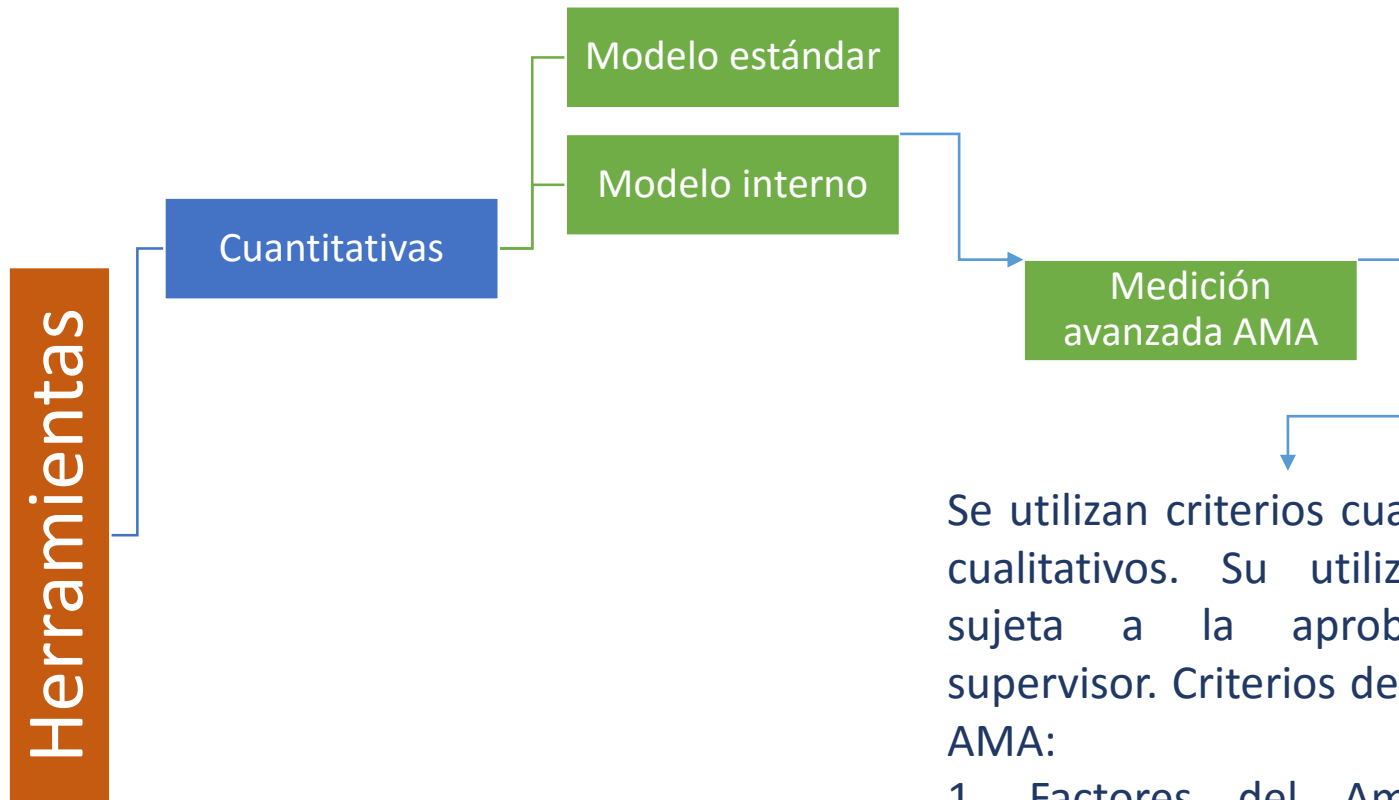 Modelo estándar
Modelo interno
Cuantitativas
Medición
avanzada AMA
Herramientas
Se utilizan criterios
cualitativos. Su
sujeta a la
supervisor. Criterios de
AMA:
1. Factores del